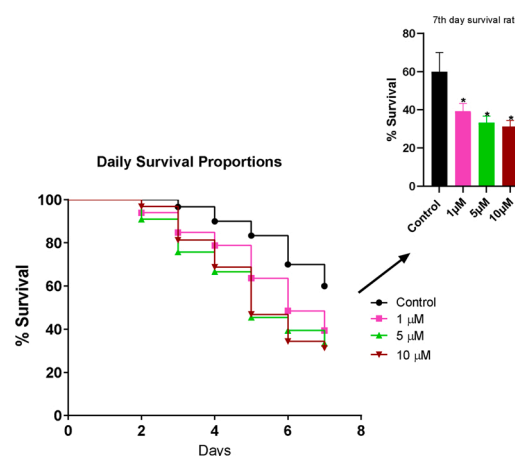 7th day survival rat
80
60
40
20
0
% Survival
*
*
*
Control
1μM
5μM
10μM
Daily Survival Proportions
100
80
60
40
20
0
% Survival
0
2
4
6
8
Days
Control
1 μM
5 μM
10 μM